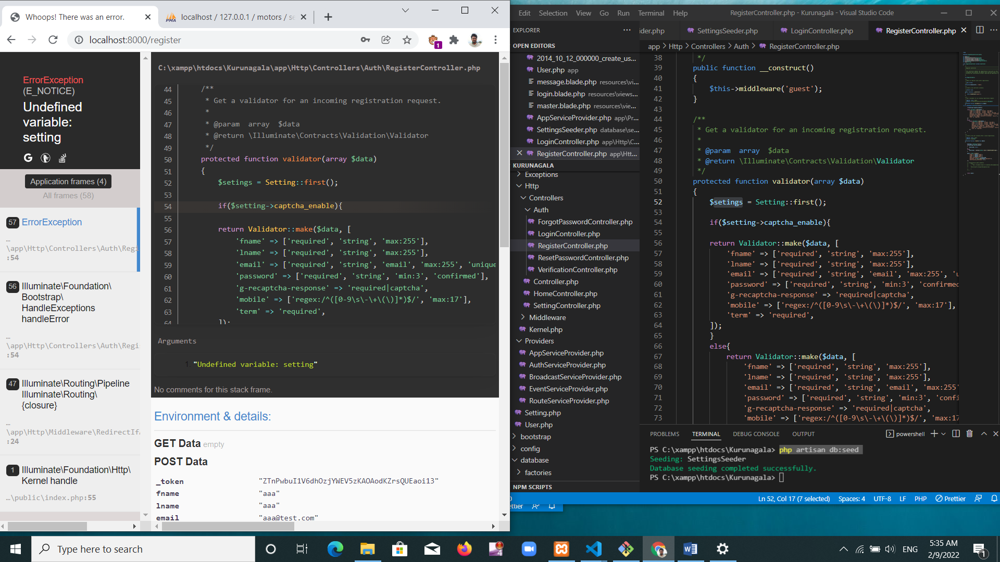 Whoops! There was an error.
localhost / 127.0.0.1 / motors / se
localhost:8000/register
1
ErrorException
(E_NOTICE)
Undefined
variable:
setting
Application frames (4)
All frames (58)
57 ErrorException
…
\app\Http\Controllers\Auth\Regi
:54
56 Illuminate\Foundation\
Bootstrap\
HandleExceptions
handleError
…
\app\Http\Controllers\Auth\Regi
:54
47 Illuminate\Routing\Pipeline
Illuminate\Routing\
{closure}
…
\app\Http\Middleware\RedirectIfA
:24
1 Illuminate\Foundation\Http\
Kernel handle
…\public\index.php:55
C:\xampp\htdocs\Kurunagala\app\Http\Controllers\Auth\RegisterController.php
44 /**
45 * Get a validator for an incoming registration request.
46 *
47 * @param  array  $data
48 * @return \Illuminate\Contracts\Validation\Validator
49 */
50 protected function validator(array $data)
51 {
52 $setings = Setting::first();
53
54 if($setting->captcha_enable){
55
56 return Validator::make($data, [
57 'fname' => ['required', 'string', 'max:255'],
58 'lname' => ['required', 'string', 'max:255'],
59 'email' => ['required', 'string', 'email', 'max:255', 'unique
60 'password' => ['required', 'string', 'min:3', 'confirmed'],
61 'g-recaptcha-response' => 'required|captcha',
62 'mobile' => ['regex:/^([0-9\s\-\+\(\)]*)$/', 'max:17'],
63 'term' => 'required',
64 ]);
Arguments
1. "Undefined variable: setting"
No comments for this stack frame.
Environment & details:
GET Data empty
POST Data
_token "ZTnPwbuI1V6dhOzjYWEV5zKAOAodKZrsQUEaoi13"
fname "aaa"
lname "aaa"
email "aaa@test.com"
Edit Selection View Go Run Terminal Help RegisterController.php - Kurunagala - Visual Studio Code
EXPLORER ···
OPEN EDITORS
2014_10_12_000000_create_us...
User.php app
message.blade.php resources\vi...
login.blade.php resources\views...
master.blade.php resources\vie...
AppServiceProvider.php app\Pr...
SettingsSeeder.php database\se...
LoginController.php app\Http\C...
RegisterController.php app\Htt...
KURUNAGALA
Exceptions
Http
Controllers
Auth
ForgotPasswordController.php
LoginController.php
RegisterController.php
ResetPasswordController.php
VerificationController.php
Controller.php
HomeController.php
SettingController.php
Middleware
Kernel.php
Providers
AppServiceProvider.php
AuthServiceProvider.php
BroadcastServiceProvider.php
EventServiceProvider.php
RouteServiceProvider.php
Setting.php
User.php
bootstrap
config
database
factories
NPM SCRIPTS
ider.php SettingsSeeder.php LoginController.php RegisterController.php
app > Http > Controllers > Auth > RegisterController.php
38 */
39 public function __construct()
40 {
41 $this->middleware('guest');
42 }
43
44 /**
45 * Get a validator for an incoming registration request.
46 *
47 * @param  array  $data
48 * @return \Illuminate\Contracts\Validation\Validator
49 */
50 protected function validator(array $data)
51 {
52 $setings = Setting::first();
53
54 if($setting->captcha_enable){
55
56 return Validator::make($data, [
57 'fname' => ['required', 'string', 'max:255'],
58 'lname' => ['required', 'string', 'max:255'],
59 'email' => ['required', 'string', 'email', 'max:255', 'u
60 'password' => ['required', 'string', 'min:3', 'confirmed
61 'g-recaptcha-response' => 'required|captcha',
62 'mobile' => ['regex:/^([0-9\s\-\+\(\)]*)$/', 'max:17'],
63 'term' => 'required',
64 ]);
65 }
66 else{
67 return Validator::make($data, [
68 'fname' => ['required', 'string', 'max:255'],
69 'lname' => ['required', 'string', 'max:255'],
70 'email' => ['required', 'string', 'email', 'max:255'
71 'password' => ['required', 'string', 'min:3', 'confi
72 'g-recaptcha-response' => 'required|captcha',
73 'mobile' => ['regex:/^([0-9\s\-\+\(\)]*)$/', 'max:17
PROBLEMS TERMINAL DEBUG CONSOLE OUTPUT powershell
PS C:\xampp\htdocs\Kurunagala> php artisan db:seed
Seeding: SettingsSeeder
Database seeding completed successfully.
PS C:\xampp\htdocs\Kurunagala>
Ln 52, Col 17 (7 selected) Spaces: 4 UTF-8 LF PHP Prettier
ettier
Type here to search
ENG
5:35 AM
2/9/2022
1